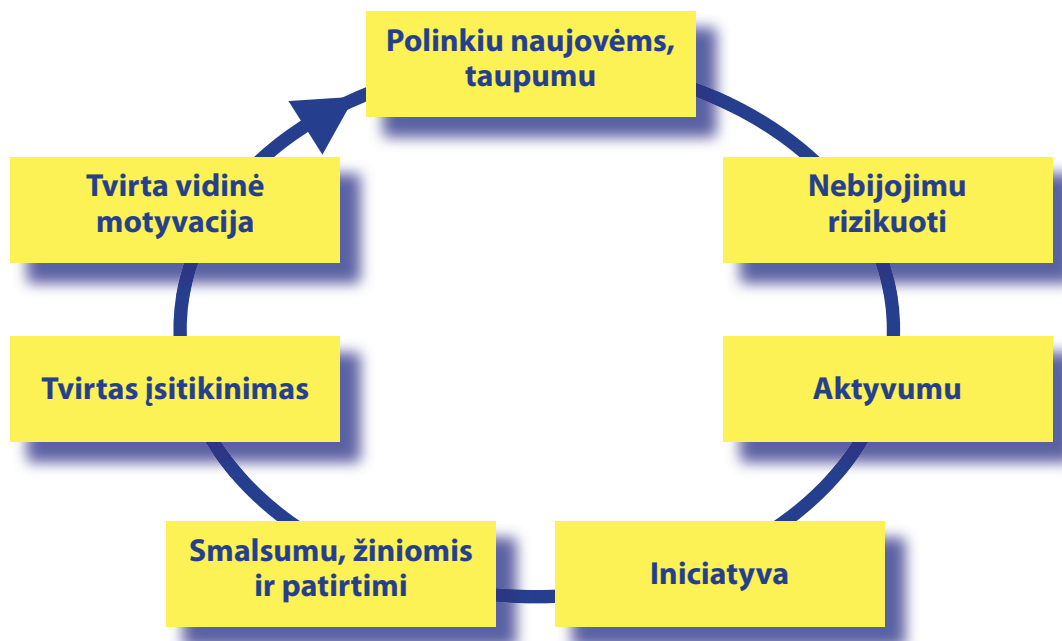 Polinkiu naujovėms,
taupumu
Nebijojimu
rizikuoti
Aktyvumu
Iniciatyva
Smalsumu, žiniomis
ir patirtimi
Tvirtas įsitikinimas
Tvirta vidinė
motyvacija